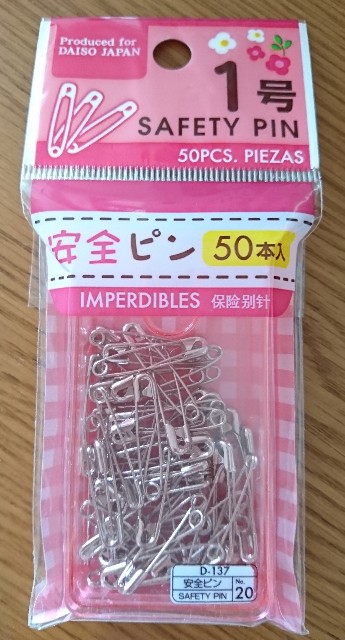 Produced for
DAISO JAPAN
1号
SAFETY PIN
50PCS. PIEZAS
安全ピン 50本入
IMPERDIBLES 保险别针
D-137
安全ピン
SAFETY PIN
No.
20